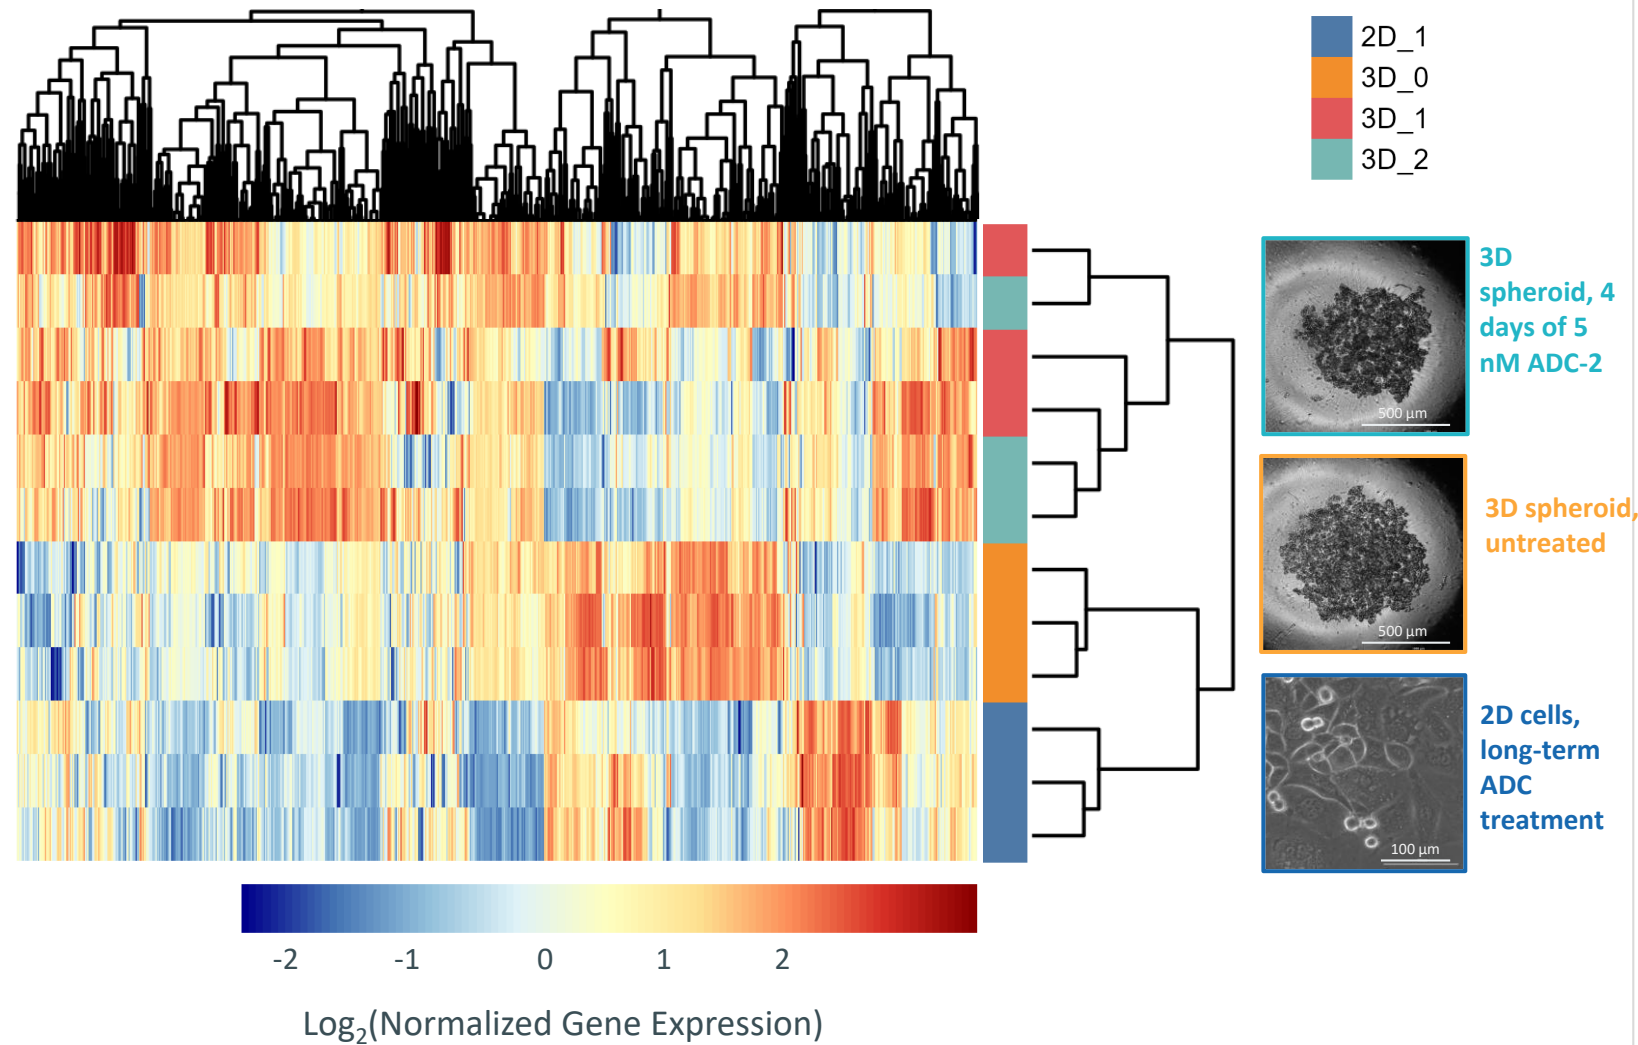 2D_1
3D_0
3D_1
3D_2
3D
spheroid, 4
days of 5
nM ADC-2
500 µm
3D spheroid,
untreated
500 µm
2D cells,
long-term
ADC
treatment
100 µm
-2 -1 0 1 2
Log₂(Normalized Gene Expression)